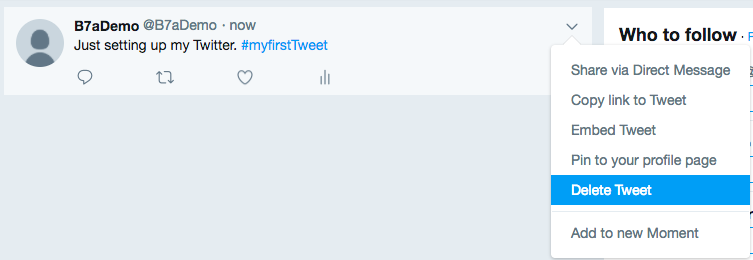 B7aDemo @B7aDemo · now
Just setting up my Twitter. #myfirstTweet
Who to follow ·
Share via Direct Message
Copy link to Tweet
Embed Tweet
Pin to your profile page
Delete Tweet
Add to new Moment